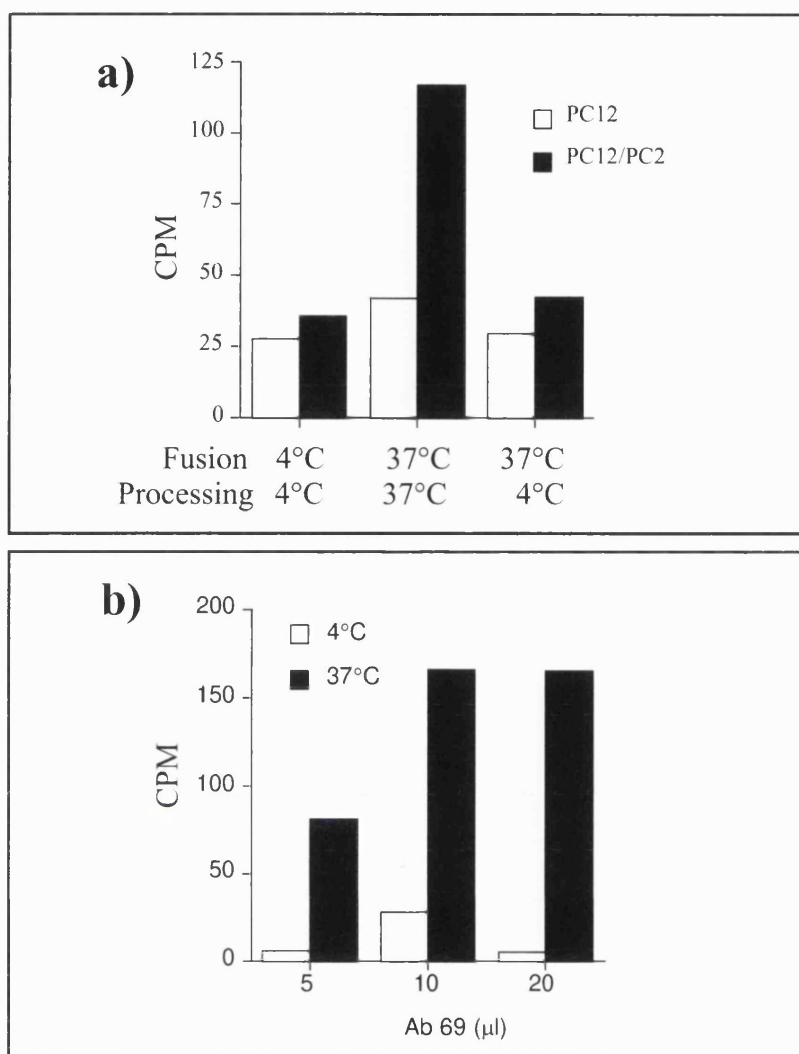 a)
125
100
75
50
25
0
CPM
PC12
PC12/PC2
Fusion 4°C 37°C 37°C
Processing 4°C 37°C 4°C
b)
200
150
100
50
0
CPM
4°C
37°C
5 10 20
Ab 69 (µl)